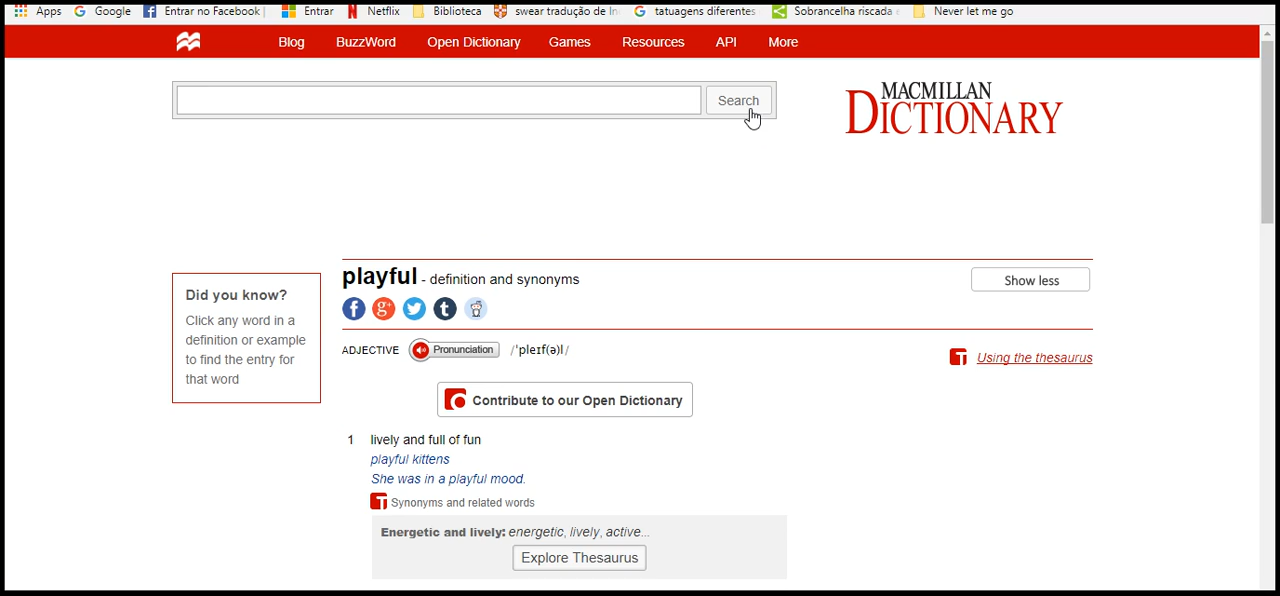 Apps Google Entrar no Facebook Entrar Netflix Biblioteca swear tradução de In tatuagens diferentes Sobrancelha riscada Never let me go
Blog BuzzWord Open Dictionary Games Resources API More
Search
MACMILLAN
DICTIONARY
playful - definition and synonyms
Show less
Did you know?
Click any word in a
definition or example
to find the entry for
that word
ADJECTIVE Pronunciation /ˈpleɪf(ə)l/
Using the thesaurus
Contribute to our Open Dictionary
1 lively and full of fun
playful kittens
She was in a playful mood.
T Synonyms and related words
Energetic and lively: energetic, lively, active...
Explore Thesaurus